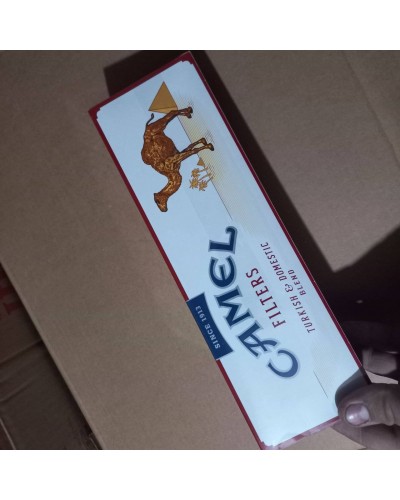 SINCE 1913
CAMEL
FILTERS
TURKISH & DOMESTIC
BLEND